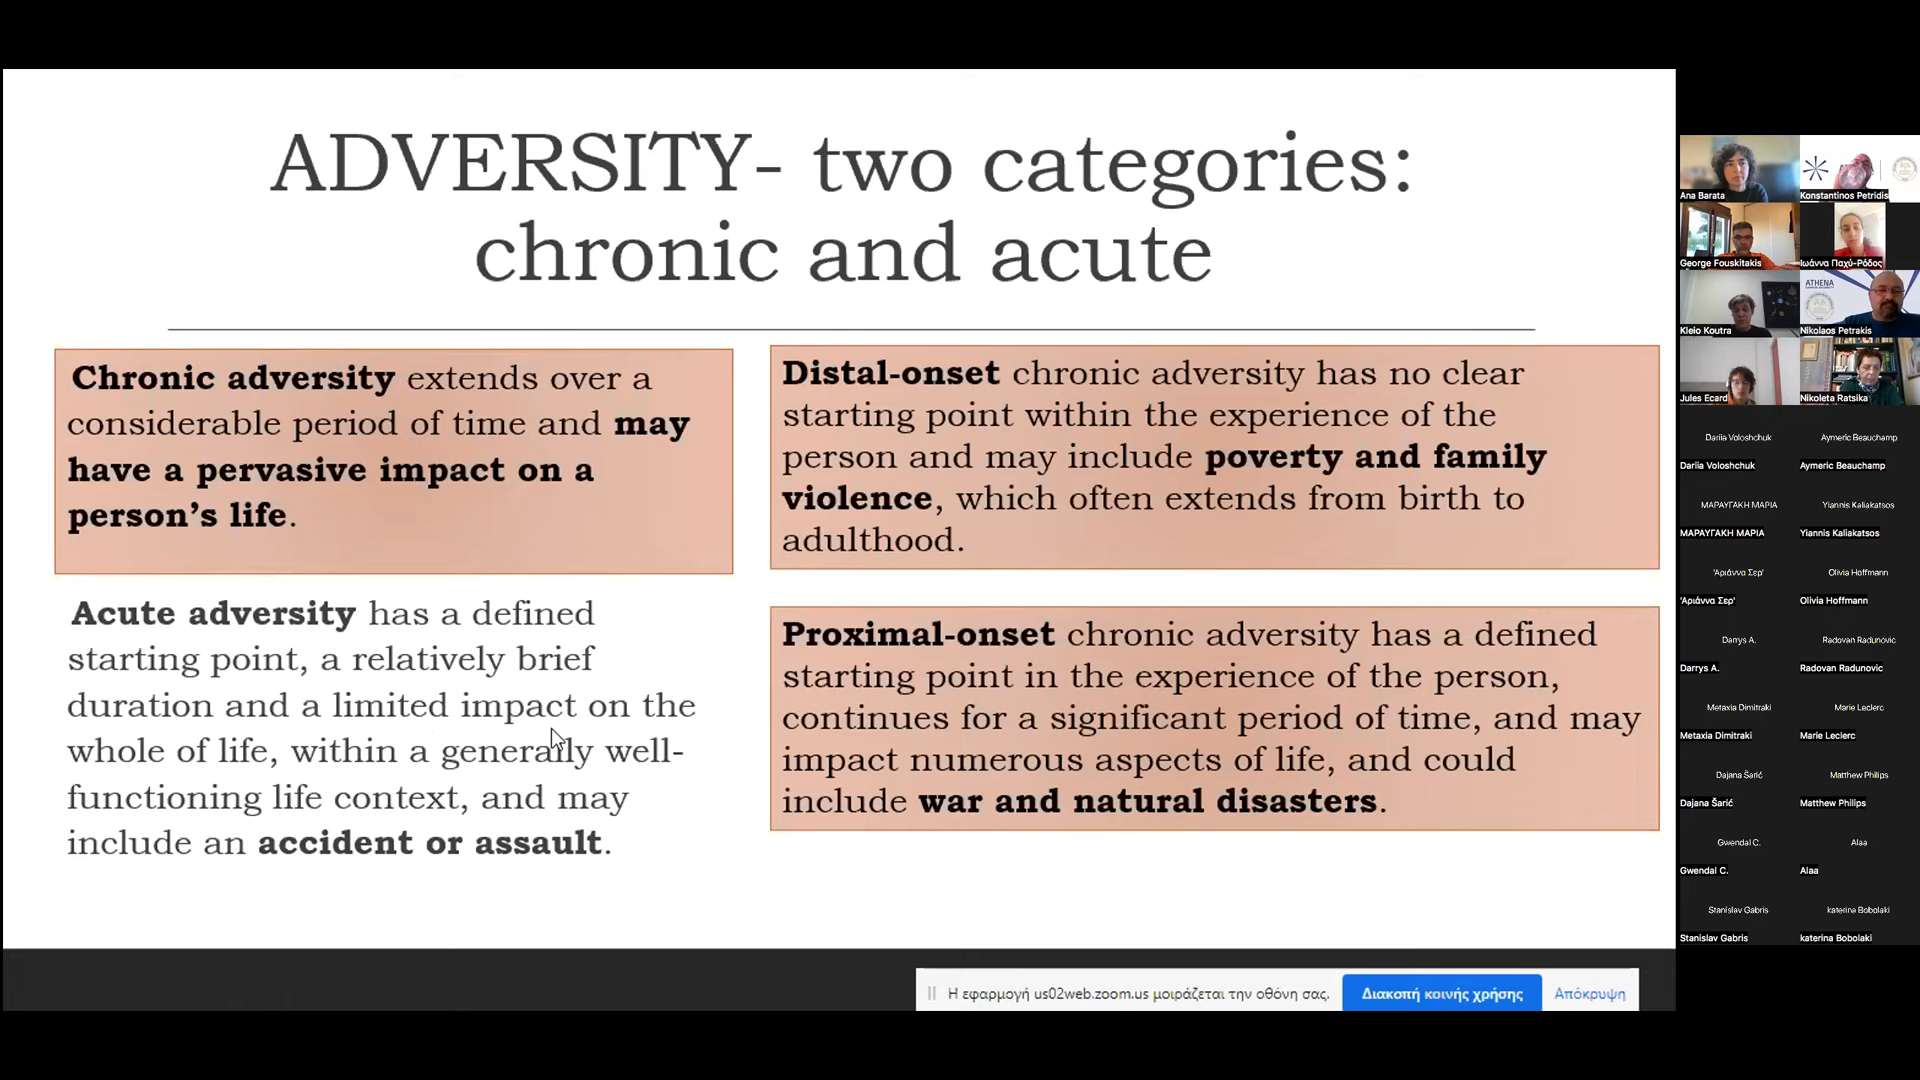 ADVERSITY- two categories:
chronic and acute
Chronic adversity extends over a
considerable period of time and may
have a pervasive impact on a
person's life.
Acute adversity has a defined
starting point, a relatively brief
duration and a limited impact on the
whole of life, within a generally well-
functioning life context, and may
include an accident or assault.
Distal-onset chronic adversity has no clear
starting point within the experience of the
person and may include poverty and family
violence, which often extends from birth to
adulthood.
Proximal-onset chronic adversity has a defined
starting point in the experience of the person,
continues for a significant period of time, and may
impact numerous aspects of life, and could
include war and natural disasters.
Η εφαρμογή us02web.zoom.us μοιράζεται την οθόνη σας.
Διακοπή κοινής χρήσης
Απόκρυψη
Ana Barata
Konstantinos Petridis
George Fouskitakis
Ιωάννα Παχύ-Ρόδος
Kleio Koutra
ATHENA
Nikolaos Petrakis
Jules Ecard
Nikoleta Ratsika
Dariia Voloshchuk
Aymeric Beauchamp
Dariia Voloshchuk
Aymeric Beauchamp
ΜΑΡΑΥΓΑΚΗ ΜΑΡΙΑ
Yiannis Kaliakatsos
ΜΑΡΑΥΓΑΚΗ ΜΑΡΙΑ
Yiannis Kaliakatsos
'Αριάννα Σερ'
Olivia Hoffmann
'Αριάννα Σερ'
Olivia Hoffmann
Darrys A.
Radovan Radunovic
Darrys A.
Radovan Radunovic
Metaxia Dimitraki
Marie Leclerc
Metaxia Dimitraki
Marie Leclerc
Dajana Šarić
Matthew Philips
Dajana Šarić
Matthew Philips
Gwendal C.
Alaa
Gwendal C.
Alaa
Stanislav Gabris
katerina Bobolaki
Stanislav Gabris
katerina Bobolaki